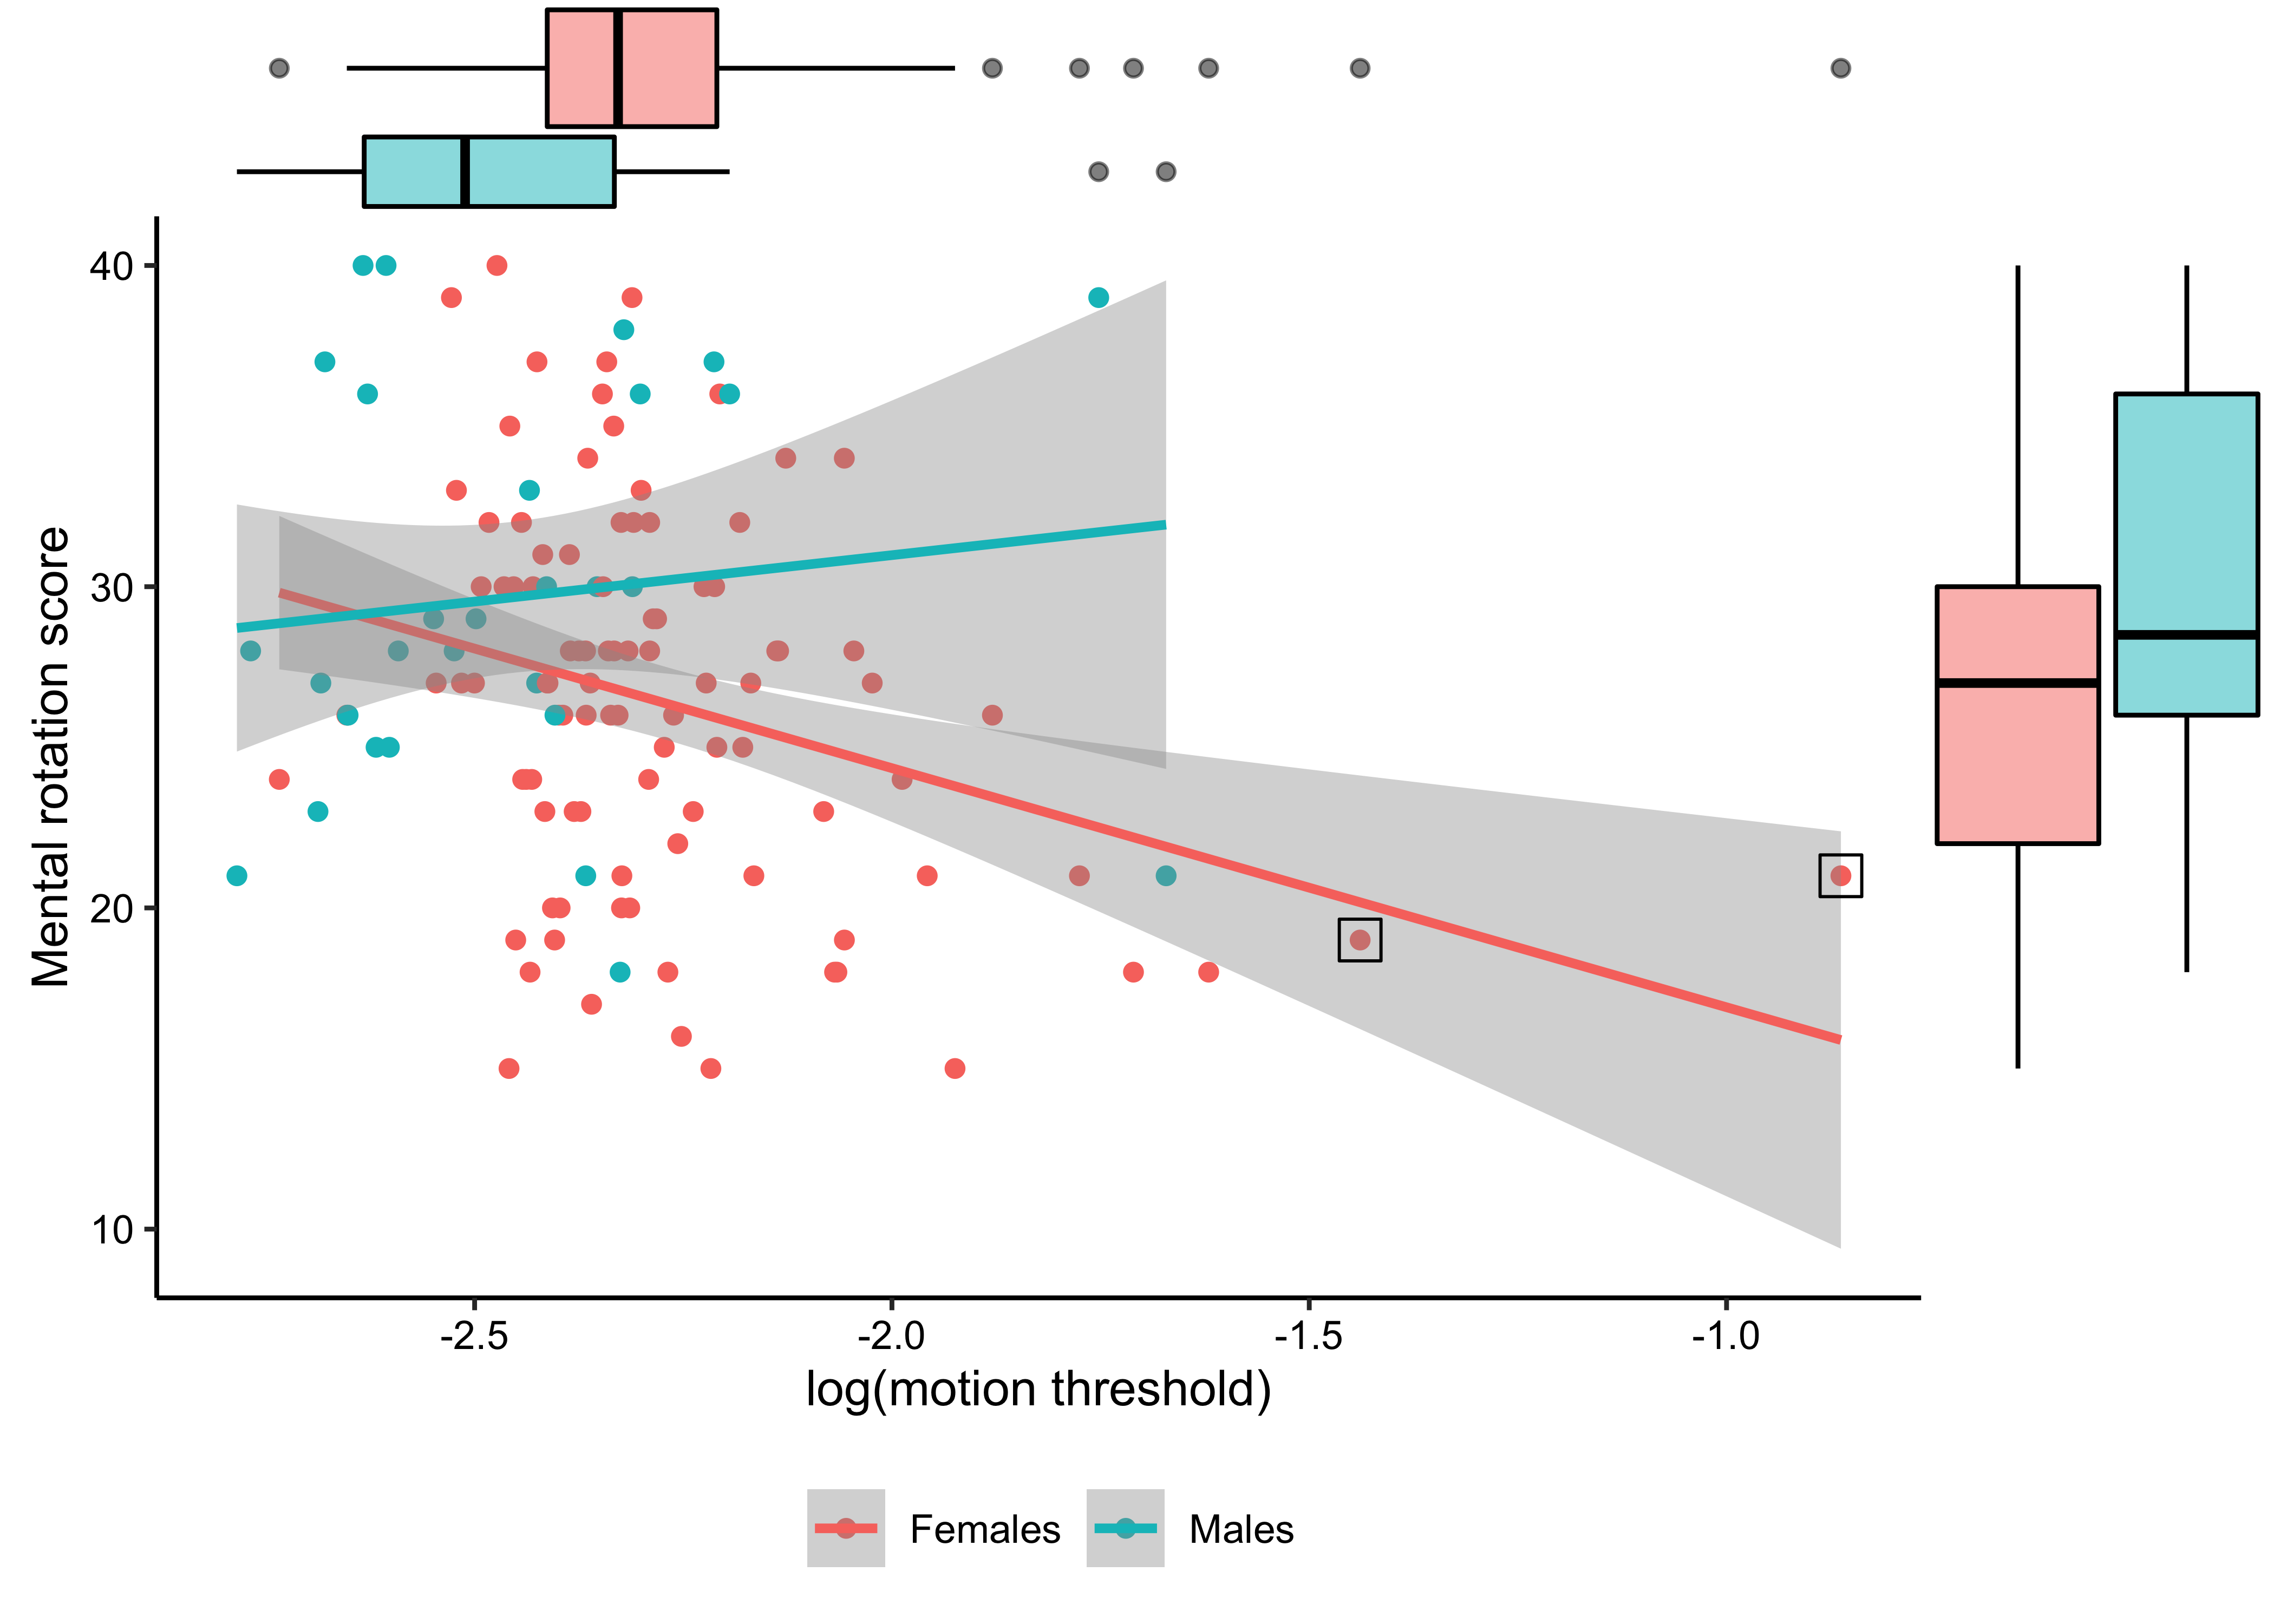 Mental rotation score
40
30
20
10
-2.5 -2.0 -1.5 -1.0
log(motion threshold)
Females Males